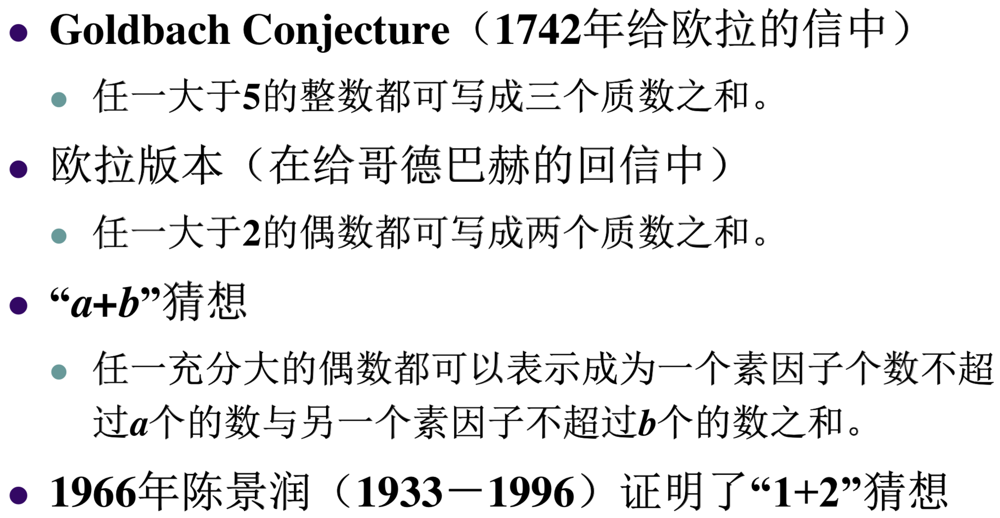 Goldbach Conjecture（1742年给欧拉的信中）
任一大于5的整数都可写成三个质数之和。
欧拉版本（在给哥德巴赫的回信中）
任一大于2的偶数都可写成两个质数之和。
“a+b”猜想
任一充分大的偶数都可以表示成为一个素因子个数不超
过a个的数与另一个素因子不超过b个的数之和。
1966年陈景润（1933－1996）证明了“1+2”猜想